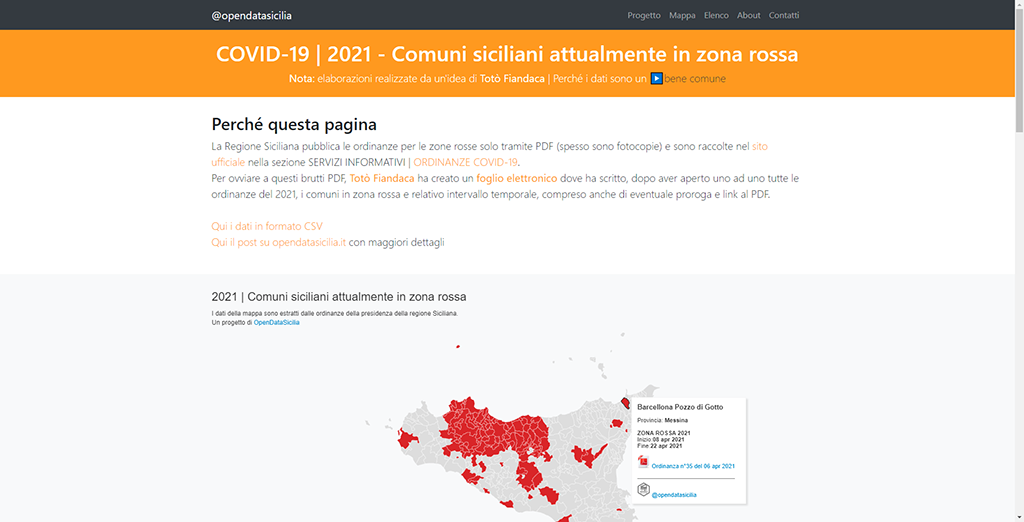 @opendatasicilia
Progetto Mappa Elenco About Contatti
COVID-19 | 2021 - Comuni siciliani attualmente in zona rossa
Nota: elaborazioni realizzate da un'idea di Totò Fiandaca | Perché i dati sono un ▶️ bene comune
Perché questa pagina
La Regione Siciliana pubblica le ordinanze per le zone rosse solo tramite PDF (spesso sono fotocopie) e sono raccolte nel sito
ufficiale nella sezione SERVIZI INFORMATIVI | ORDINANZE COVID-19.
Per ovviare a questi brutti PDF, Totò Fiandaca ha creato un foglio elettronico dove ha scritto, dopo aver aperto uno ad uno tutte le
ordinanze del 2021, i comuni in zona rossa e relativo intervallo temporale, compreso anche di eventuale proroga e link al PDF.
Qui i dati in formato CSV
Qui il post su opendatasicilia.it con maggiori dettagli
2021 | Comuni siciliani attualmente in zona rossa
I dati della mappa sono estratti dalle ordinanze della presidenza della regione Siciliana.
Un progetto di OpenDataSicilia
Barcellona Pozzo di Gotto
Provincia: Messina
ZONA ROSSA 2021
Inizio 08 apr 2021
Fine 22 apr 2021
Ordinanza n°35 del 06 apr 2021
@opendatasicilia